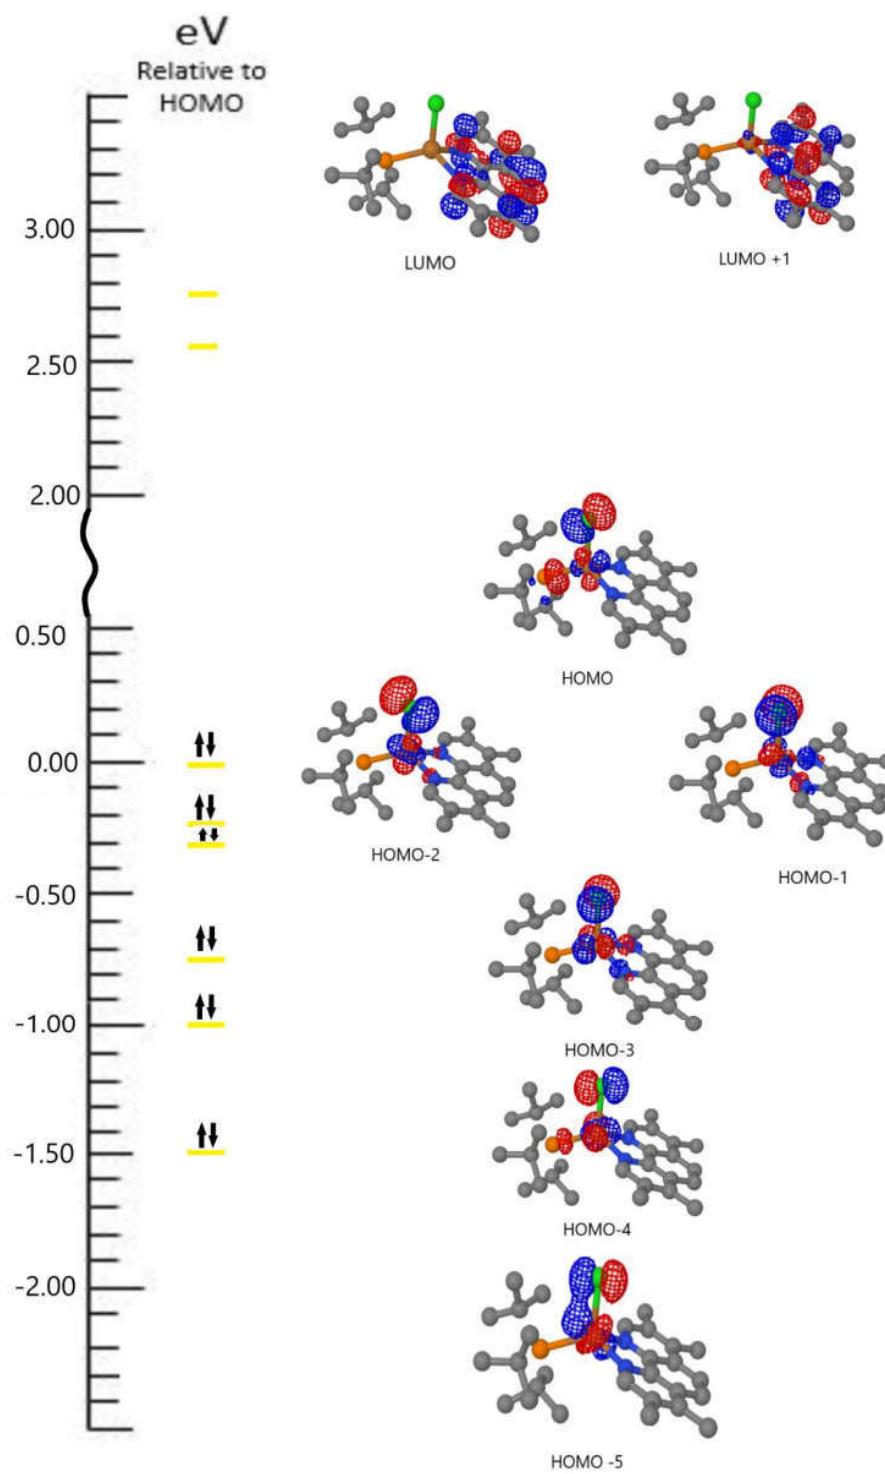 eV
Relative to
HOMO
3.00
2.50
2.00
0.50
0.00
-0.50
-1.00
-1.50
-2.00
LUMO
LUMO +1
HOMO
HOMO-2
HOMO-1
HOMO-3
HOMO-4
HOMO -5